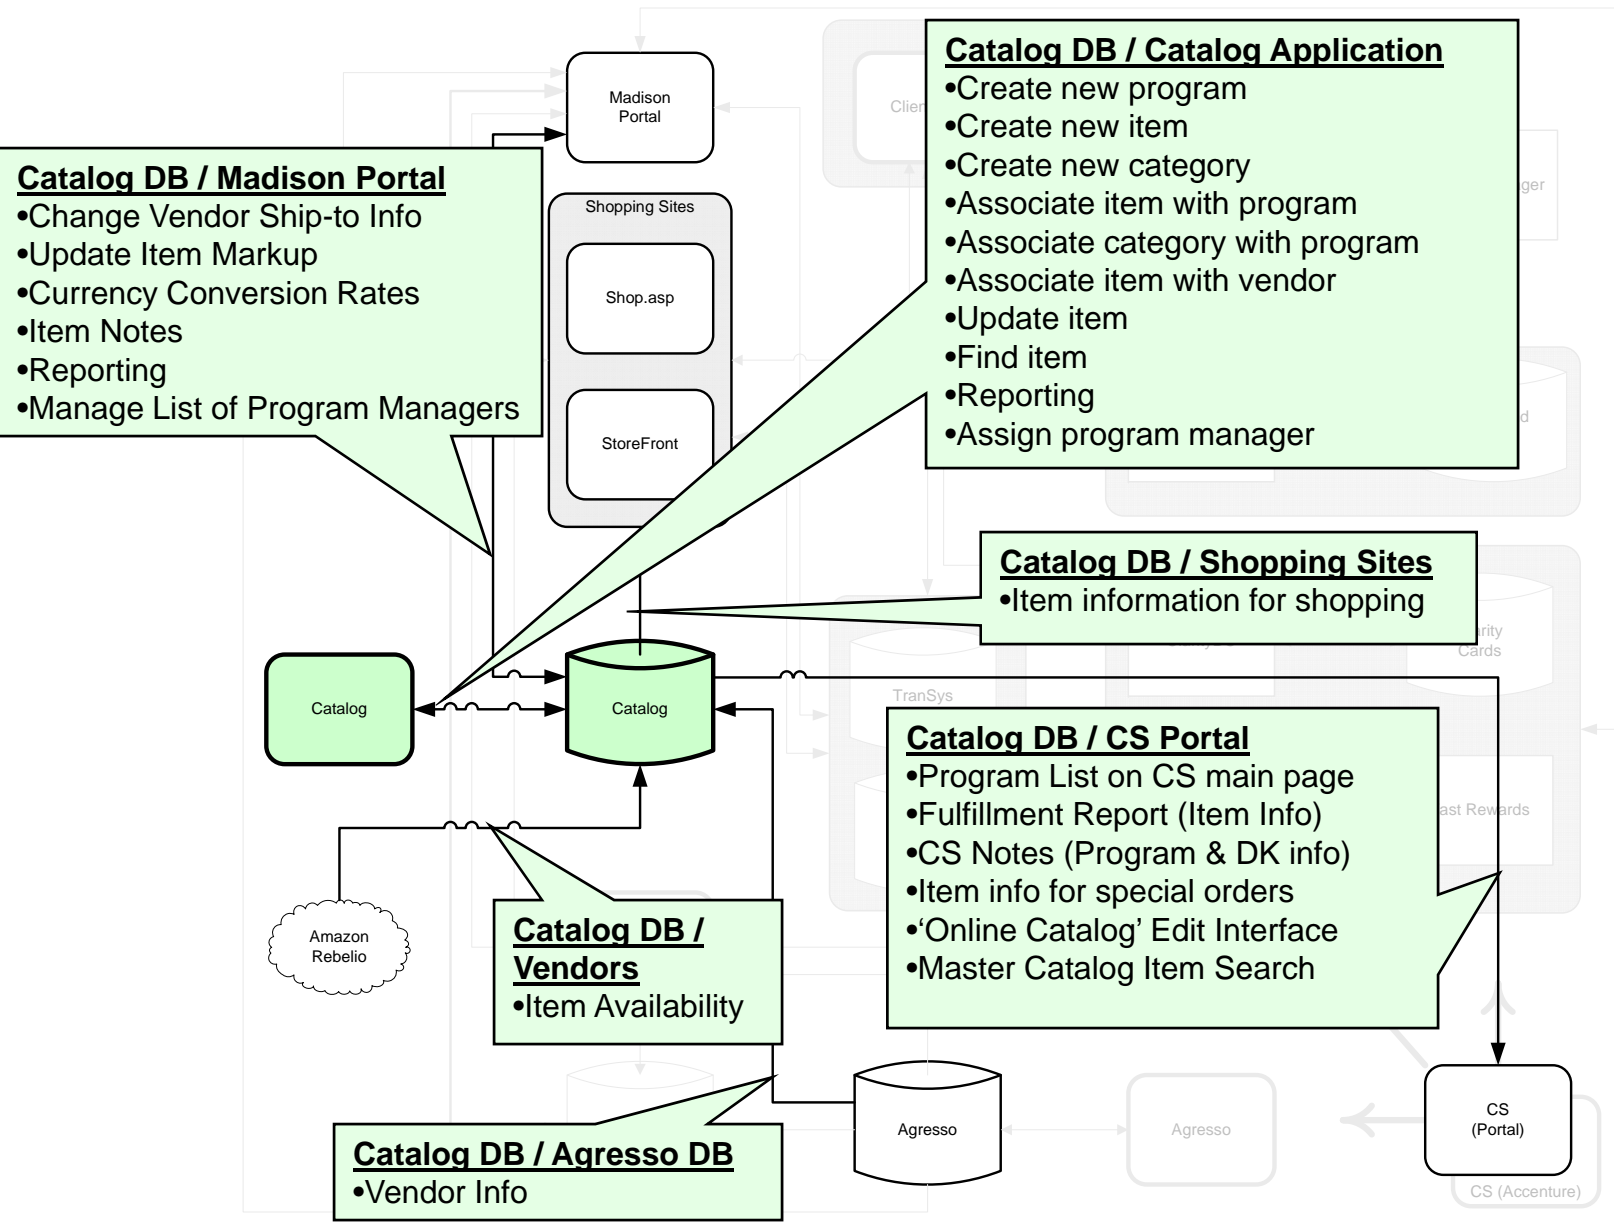 Madison
Portal
Catalog DB / Catalog Application
•Create new program
•Create new item
•Create new category
•Associate item with program
•Associate category with program
•Associate item with vendor
•Update item
•Find item
•Reporting
•Assign program manager
Catalog DB / Madison Portal
•Change Vendor Ship-to Info
•Update Item Markup
•Currency Conversion Rates
•Item Notes
•Reporting
•Manage List of Program Managers
Shopping Sites
Shop.asp
StoreFront
Catalog DB / Shopping Sites
•Item information for shopping
Cards
TranSys
Catalog
Catalog
Catalog DB / CS Portal
•Program List on CS main page
•Fulfillment Report (Item Info)
•CS Notes (Program & DK info)
•Item info for special orders
•‘Online Catalog’ Edit Interface
•Master Catalog Item Search
Rewards
Amazon
Rebelio
Catalog DB /
Vendors
•Item Availability
Agresso
Agresso
CS
(Portal)
CS (Accenture)
Catalog DB / Agresso DB
•Vendor Info